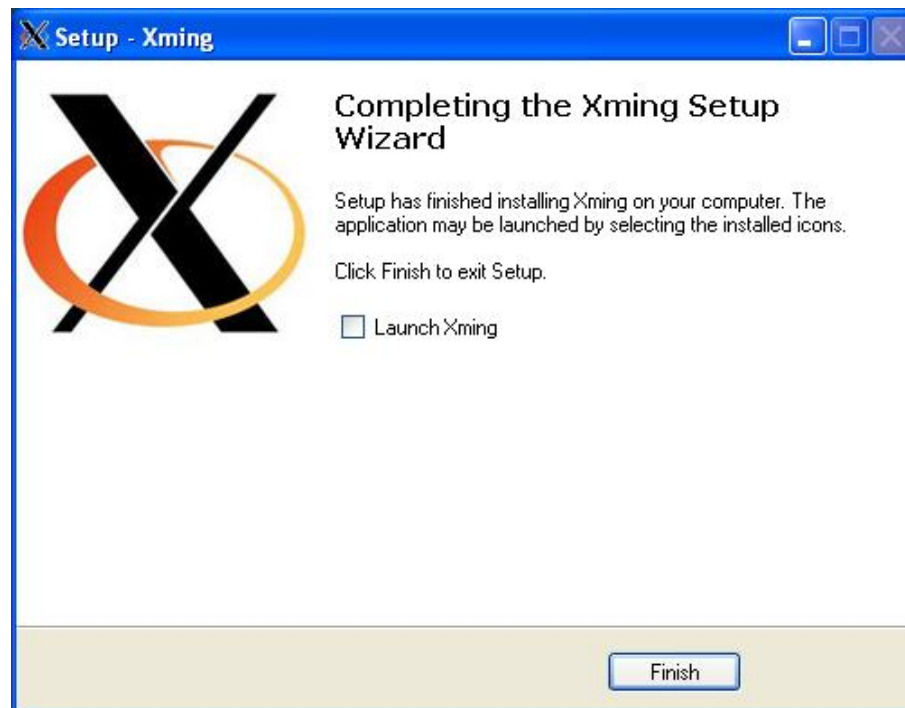 Setup - Xming
Completing the Xming Setup
Wizard
Setup has finished installing Xming on your computer. The
application may be launched by selecting the installed icons.
Click Finish to exit Setup.
Launch Xming
Finish